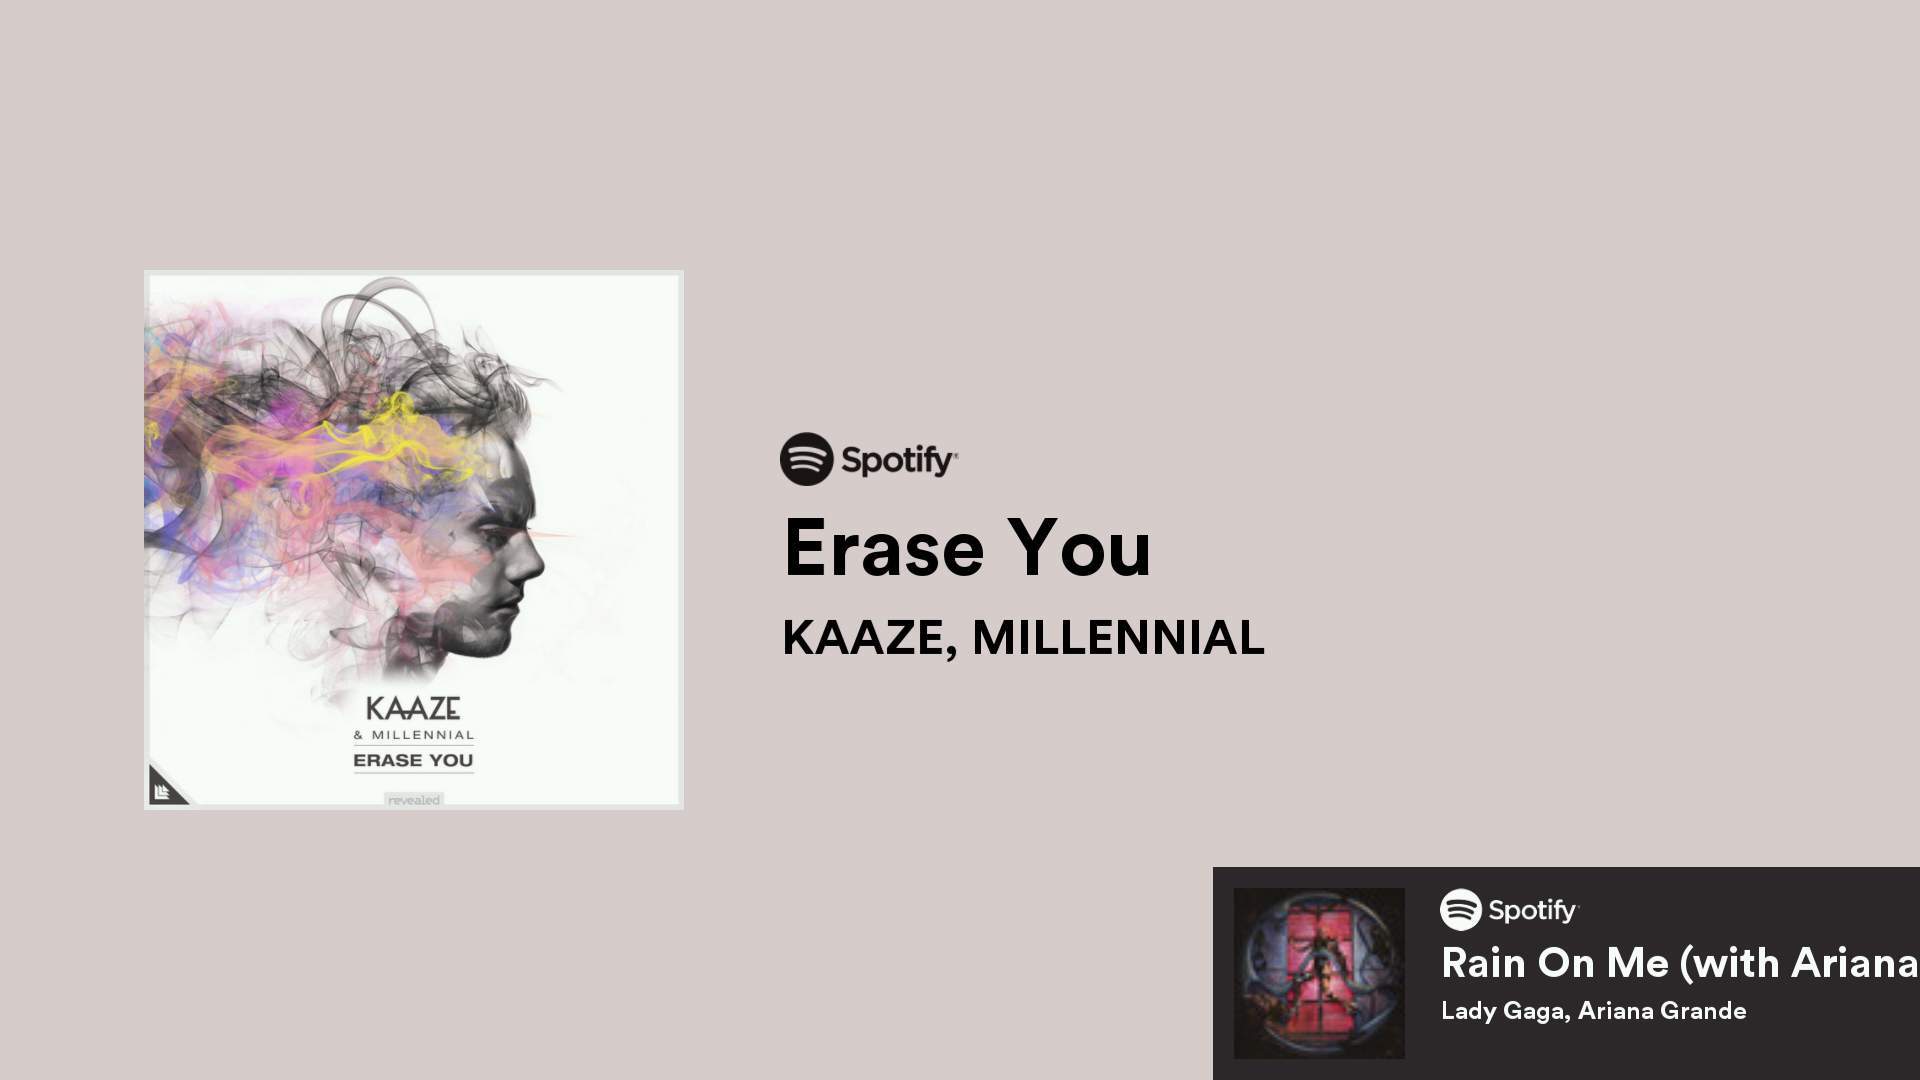 KAAZE
& MILLENNIAL
ERASE YOU
revealed
Spotify®
Erase You
KAAZE, MILLENNIAL
Spotify
Rain On Me (with Ariana
Lady Gaga, Ariana Grande